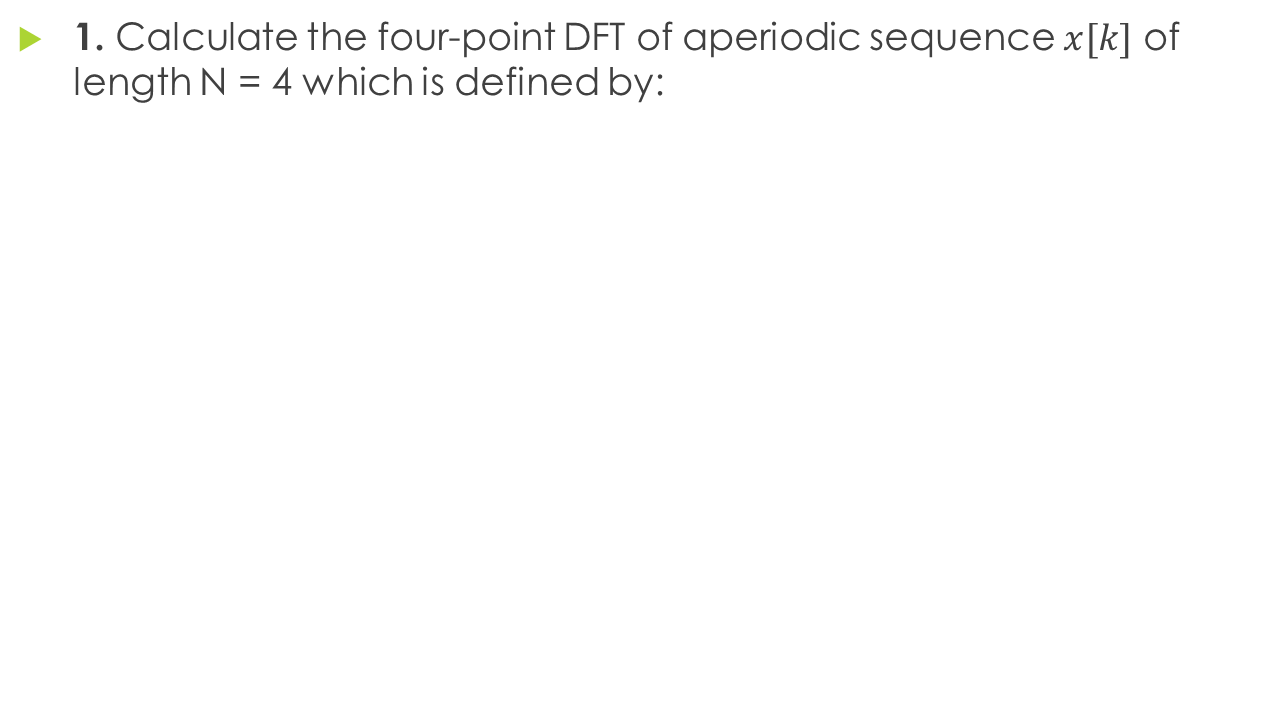 1. Calculate the four-point DFT of aperiodic sequence x[k] of
length N = 4 which is defined by: